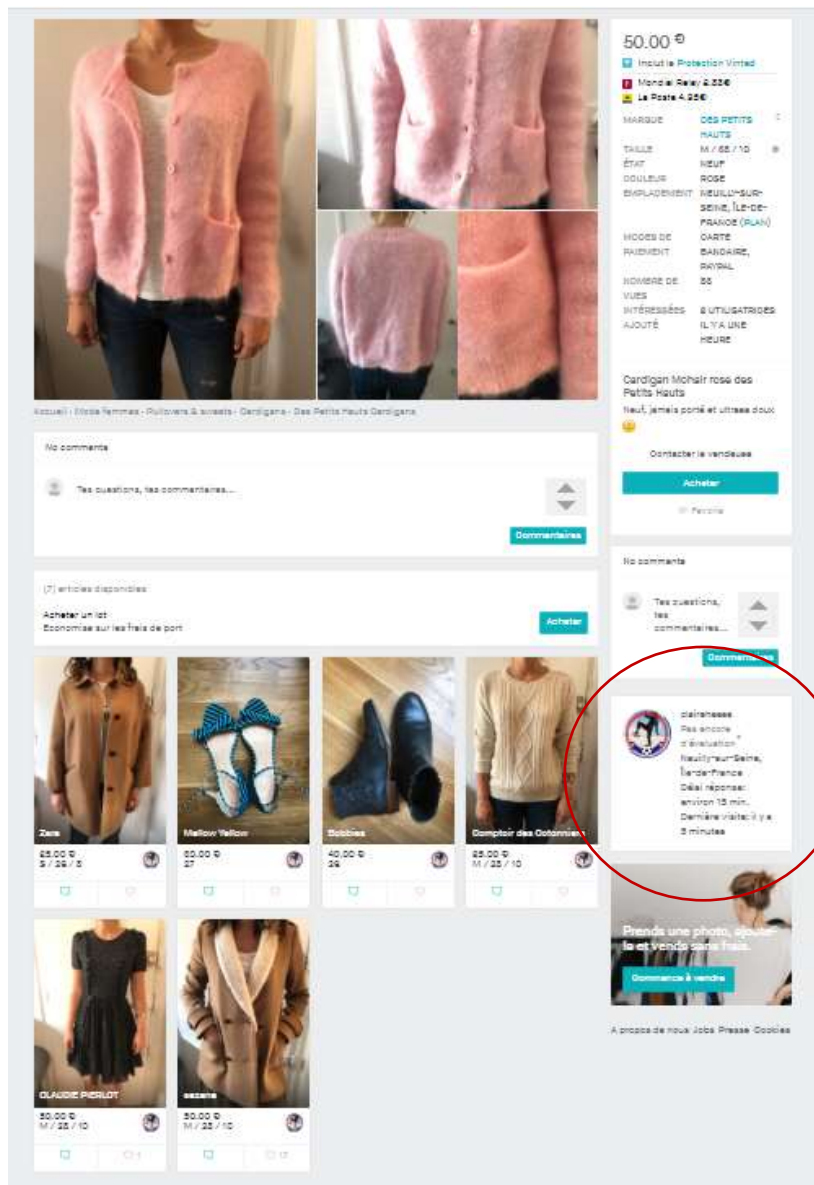 50.00 €
Inclut la Protection Vinted
Mondial Relay
La Poste
MARQUE DES PETITS HAUTS
TAILLE
ÉTAT NEUF
COULEUR ROSE
EMPLACEMENT NEUILLY-SUR-SEINE, ÎLE-DE-FRANCE (PLAN)
MODES DE PAIEMENT CARTE BANCAIRE, PAYPAL
NOMBRE DE VUES
INTÉRESSÉES UTILISATRICES
AJOUTÉ IL Y A UNE HEURE
Cardigan Mohair rose des Petits Hauts
Neuf, jamais porté et ultraaa doux
Contacter la vendeuse
Acheter
Favoris
Accueil · Mode femmes · Pullovers & sweats · Cardigans · Des Petits Hauts Cardigans
No comments
Tes questions, tes commentaires...
Commentaires
(7) articles disponibles
Acheter un lot
Economise sur les frais de port
Acheter
No comments
Tes questions,
tes
commentaires...
Commentaires
Pas encore
d'évaluation
Neuilly-sur-Seine,
Île-de-France
Délai réponse:
environ 15 min.
Dernière visite: il y a
minutes
Zara
Mellow Yellow
37
Bobbies
40.00 €
Comptoir des Cotonniers
CLAUDIE PIERLOT
sezane
Prends une photo, ajoute-
la et vends sans frais.
Commence à vendre
A propos de nous Jobs Presse Cookies